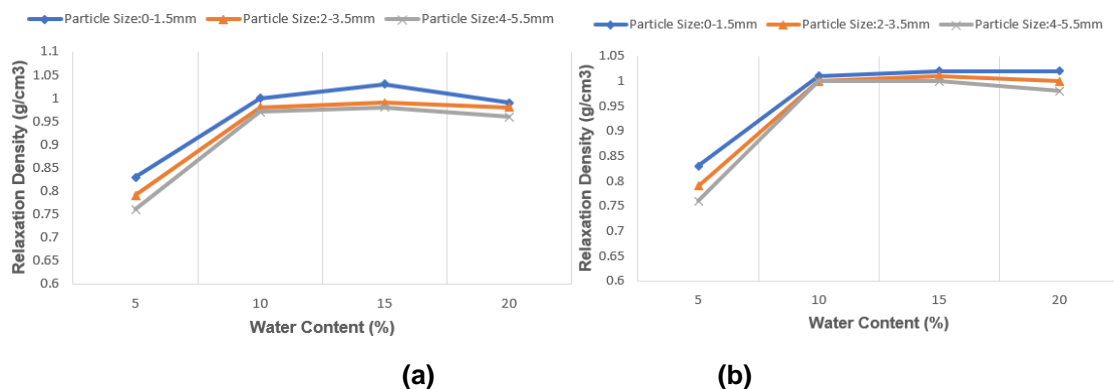 Particle Size:0-1.5mm Particle Size:2-3.5mm Particle Size:4-5.5mm
1.1
1.05
1
0.95
0.9
0.85
0.8
0.75
0.7
0.65
0.6
Relaxation Density (g/cm3)
5 10 15 20
Water Content (%)
(a)
Particle Size:0-1.5mm Particle Size:2-3.5mm Particle Size:4-5.5mm
1.05
1
0.95
0.9
0.85
0.8
0.75
0.7
0.65
0.6
Relaxation Density (g/cm3)
5 10 15 20
Water Content (%)
(b)